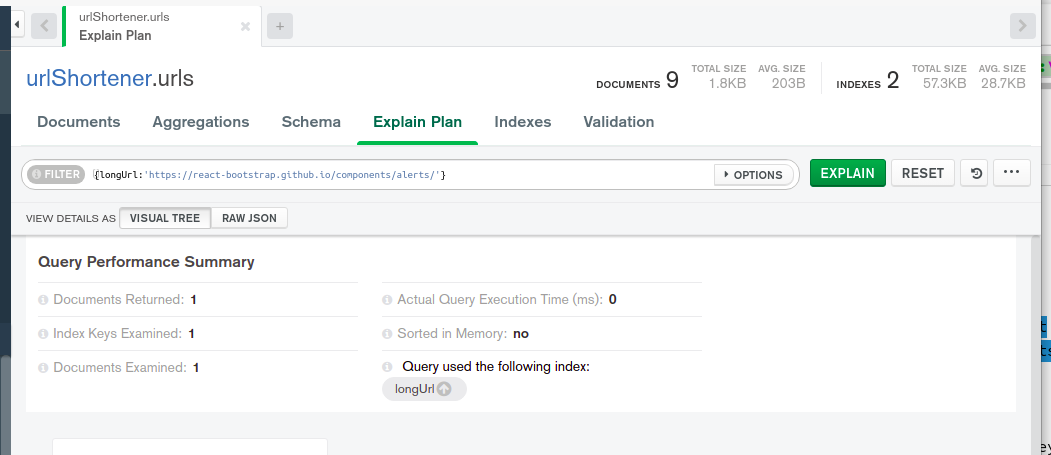 urlShortener.urls
Explain Plan
urlShortener.urls
DOCUMENTS 9 TOTAL SIZE 1.8KB AVG. SIZE 203B INDEXES 2 TOTAL SIZE 57.3KB AVG. SIZE 28.7KB
Documents Aggregations Schema Explain Plan Indexes Validation
FILTER {longUrl:'https://react-bootstrap.github.io/components/alerts/'} OPTIONS EXPLAIN RESET
VIEW DETAILS AS VISUAL TREE RAW JSON
Query Performance Summary
Documents Returned: 1
Index Keys Examined: 1
Documents Examined: 1
Actual Query Execution Time (ms): 0
Sorted in Memory: no
Query used the following index:
longUrl